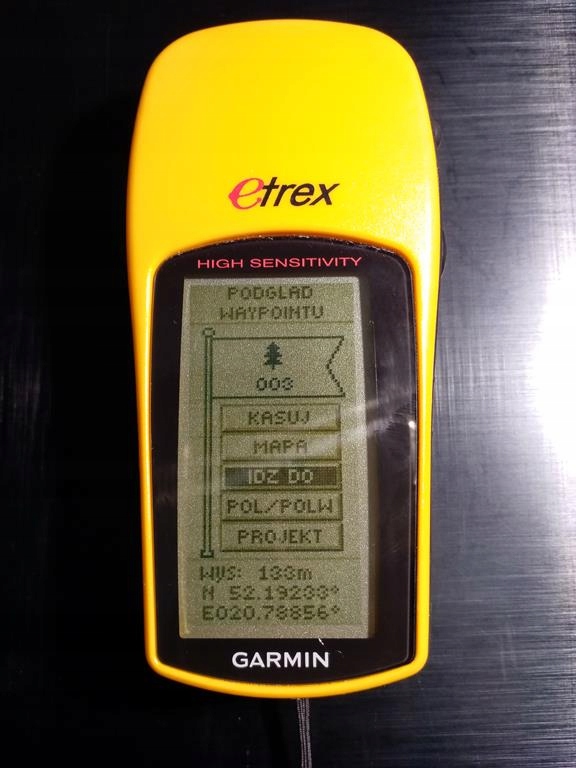 etrex
HIGH SENSITIVITY
PODGLAD
WAYPOINTU
003
KASUJ
MAPA
IDZ DO
POL/POLW
PROJEKT
WYS: 133m
N 52.19233°
E020.78856°
GARMIN